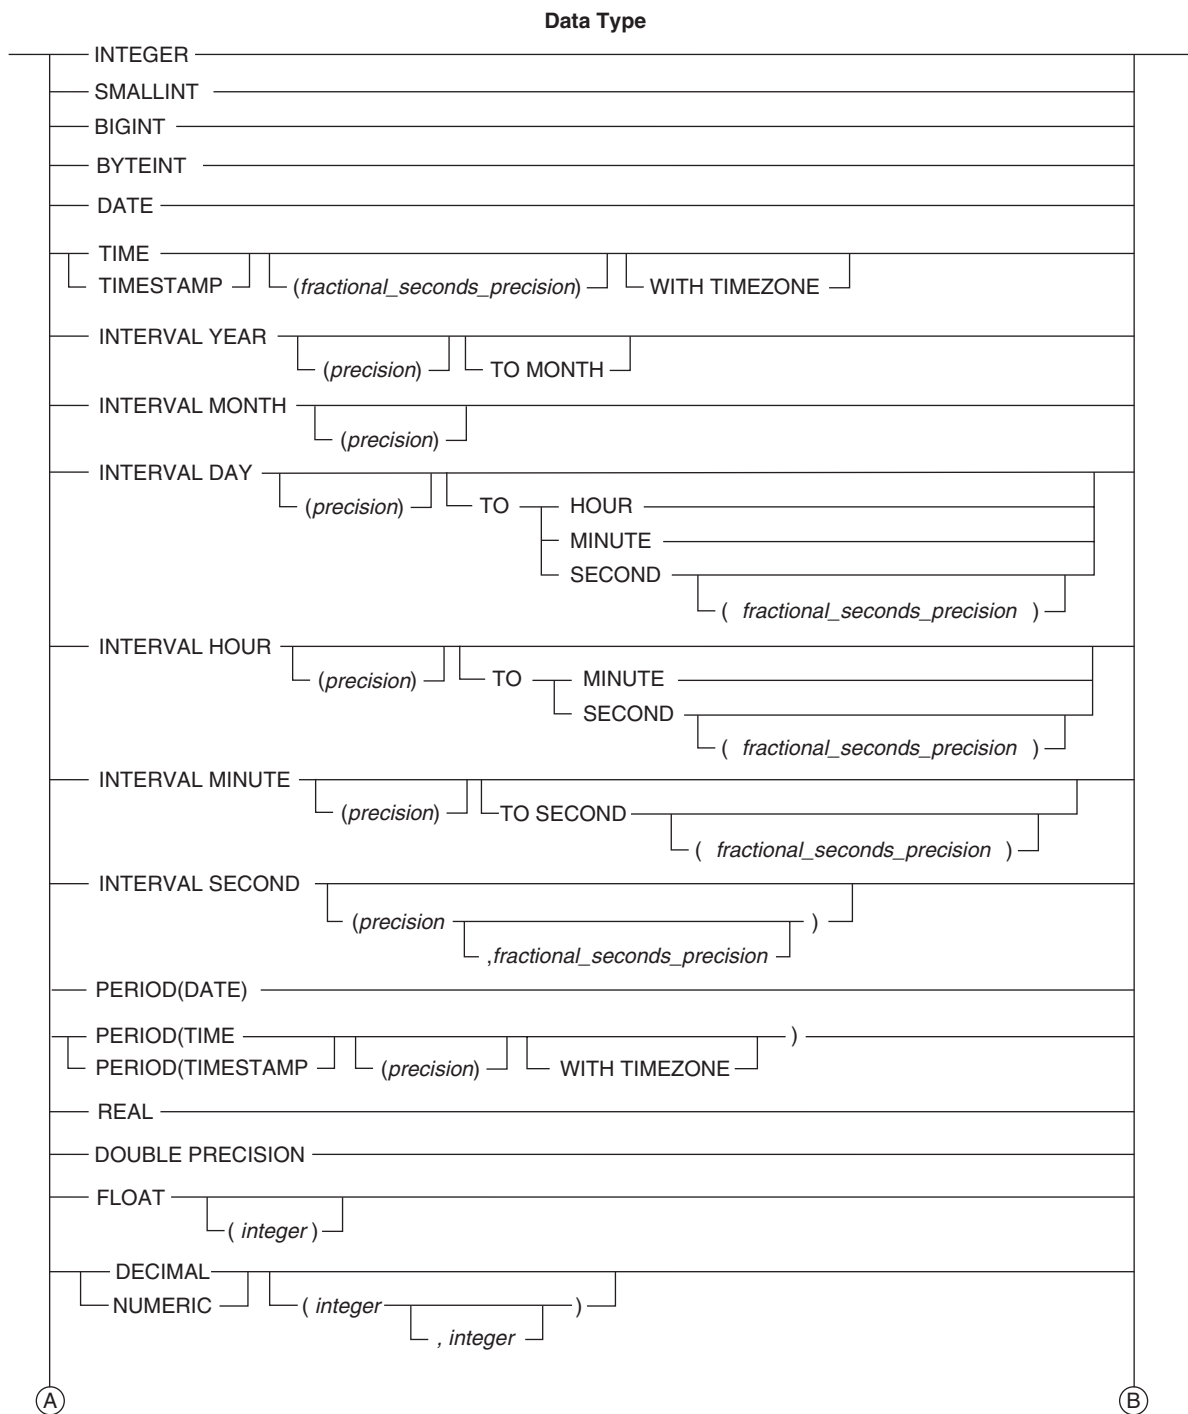 Data Type
INTEGER
SMALLINT
BIGINT
BYTEINT
DATE
TIME
TIMESTAMP (fractional_seconds_precision) WITH TIMEZONE
INTERVAL YEAR
(precision) TO MONTH
INTERVAL MONTH
(precision)
INTERVAL DAY
(precision) TO HOUR
MINUTE
SECOND
( fractional_seconds_precision )
INTERVAL HOUR
(precision) TO MINUTE
SECOND
( fractional_seconds_precision )
INTERVAL MINUTE
(precision) TO SECOND
( fractional_seconds_precision )
INTERVAL SECOND
(precision )
,fractional_seconds_precision
PERIOD(DATE)
PERIOD(TIME )
PERIOD(TIMESTAMP (precision) WITH TIMEZONE
REAL
DOUBLE PRECISION
FLOAT
( integer )
DECIMAL
NUMERIC ( integer )
, integer
A B